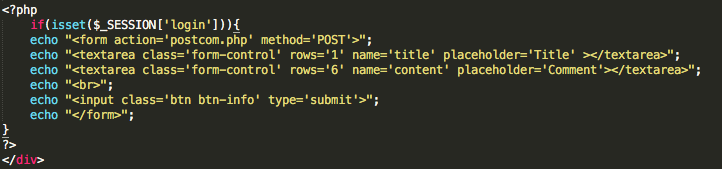 <?php
if(isset($_SESSION['login'])){
echo "<form action='postcom.php' method='POST'>";
echo "<textarea class='form-control' rows='1' name='title' placeholder='Title' ></textarea>";
echo "<textarea class='form-control' rows='6' name='content' placeholder='Comment'></textarea>";
echo "<br>";
echo "<input class='btn btn-info' type='submit'>";
echo "</form>";
}
?>
</div>